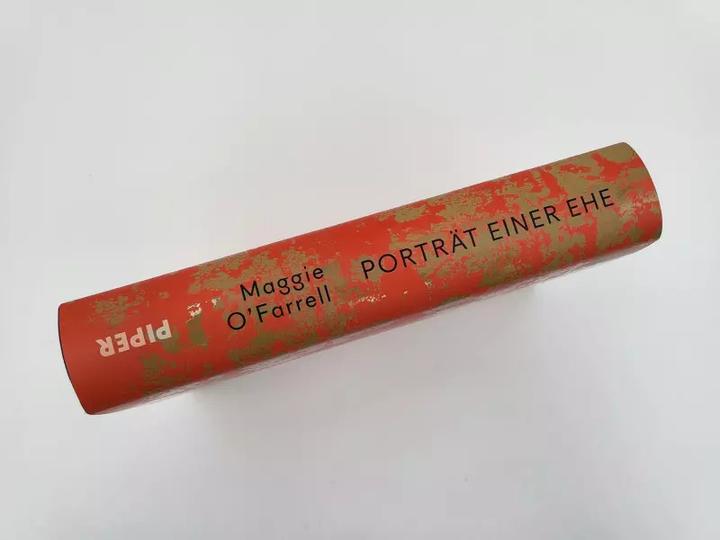 Maggie
O'Farrell
PORTRÄT EINER EHE
PIPER